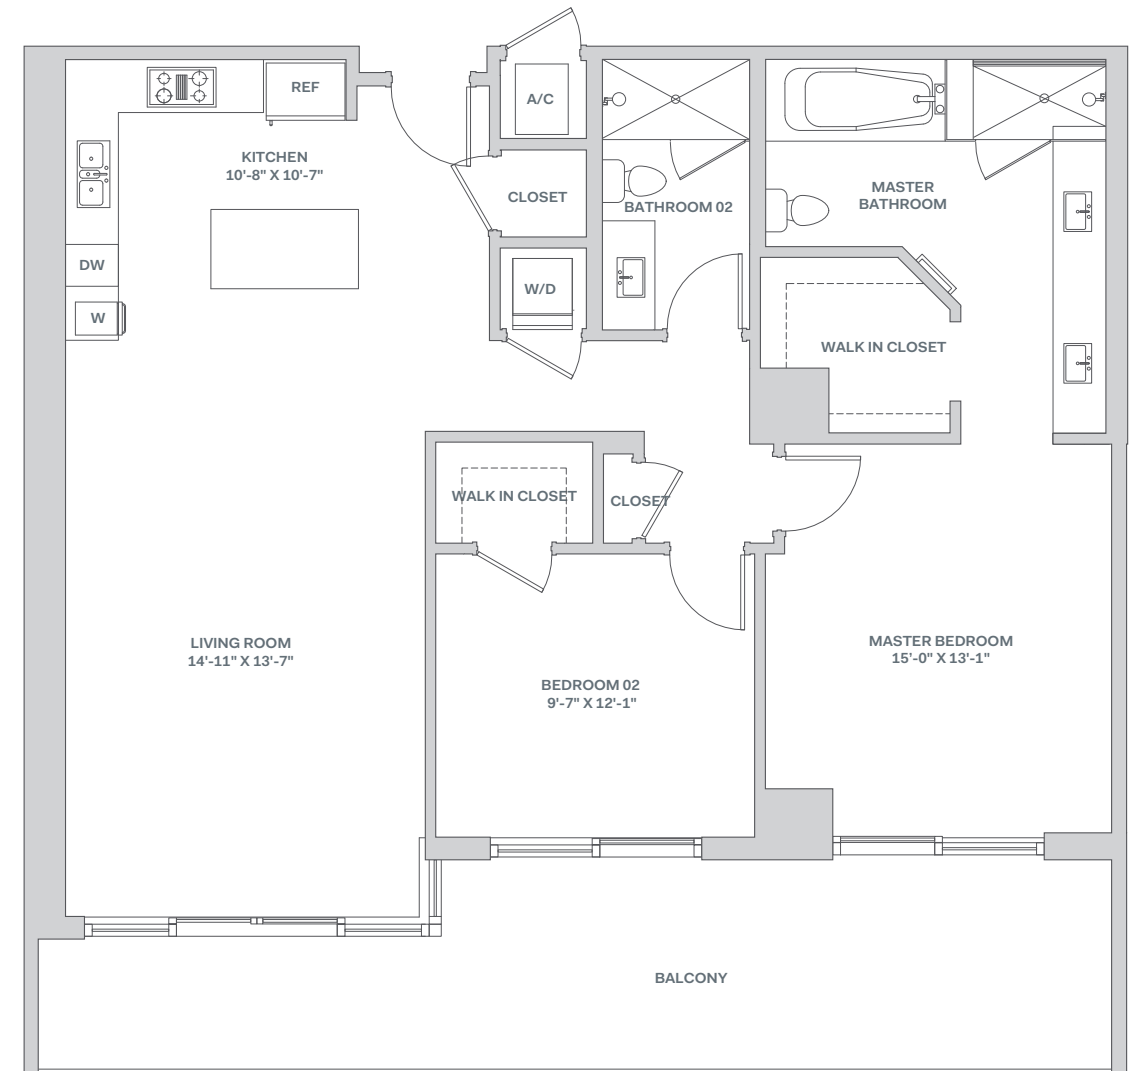 REF
A/C
KITCHEN
10'-8" X 10'-7"
CLOSET
BATHROOM 02
MASTER
BATHROOM
DW
W/D
W
WALK IN CLOSET
WALK IN CLOSET
CLOSET
LIVING ROOM
14'-11" X 13'-7"
MASTER BEDROOM
15'-0" X 13'-1"
BEDROOM 02
9'-7" X 12'-1"
BALCONY